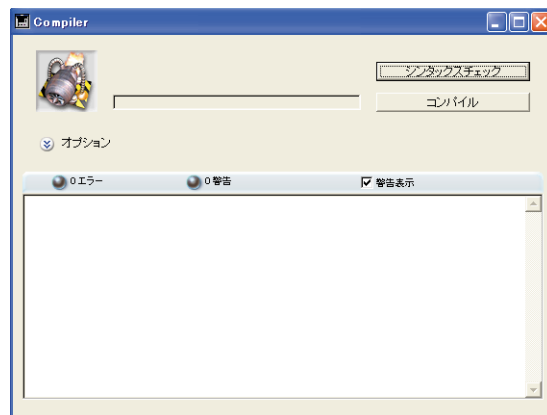 Compiler
シンタックスチェック
コンパイル
オプション
0 エラー
0 警告
警告表示